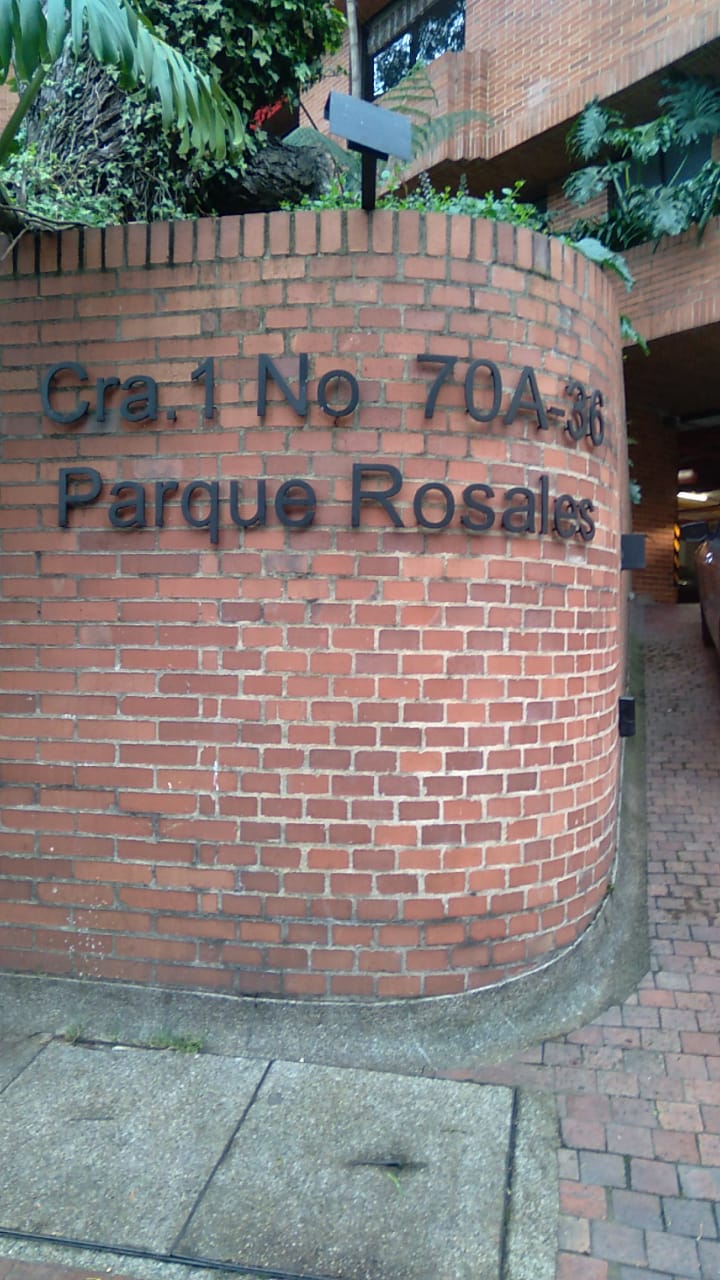 Cra. 1 No 70A-36
Parque Rosales